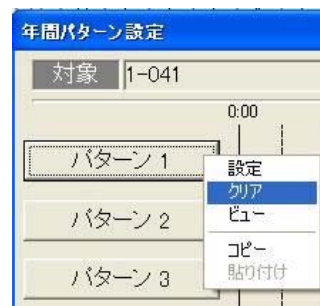 年間パターン設定
対象 1-041
0:00
パターン 1
設定
クリア
ビュー
パターン 2
コピー
貼り付け
パターン 3